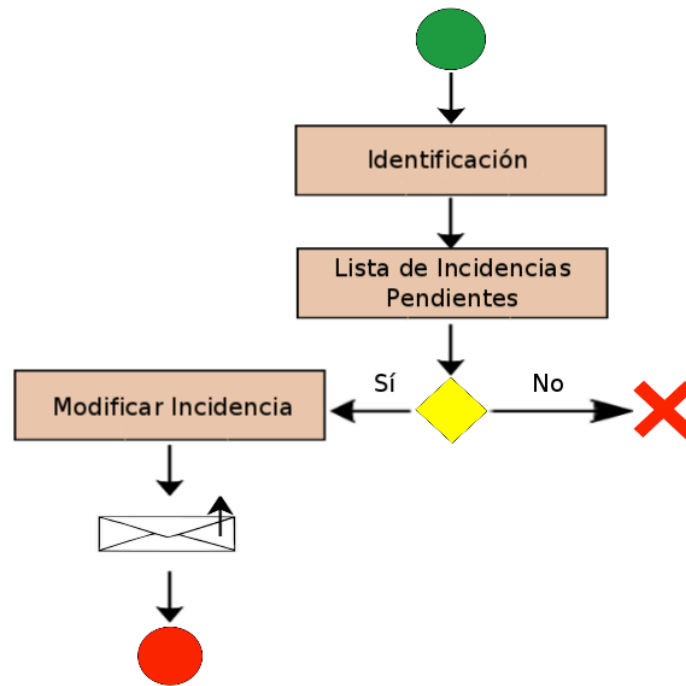 Identificación
Lista de Incidencias
Pendientes
Sí
No
Modificar Incidencia